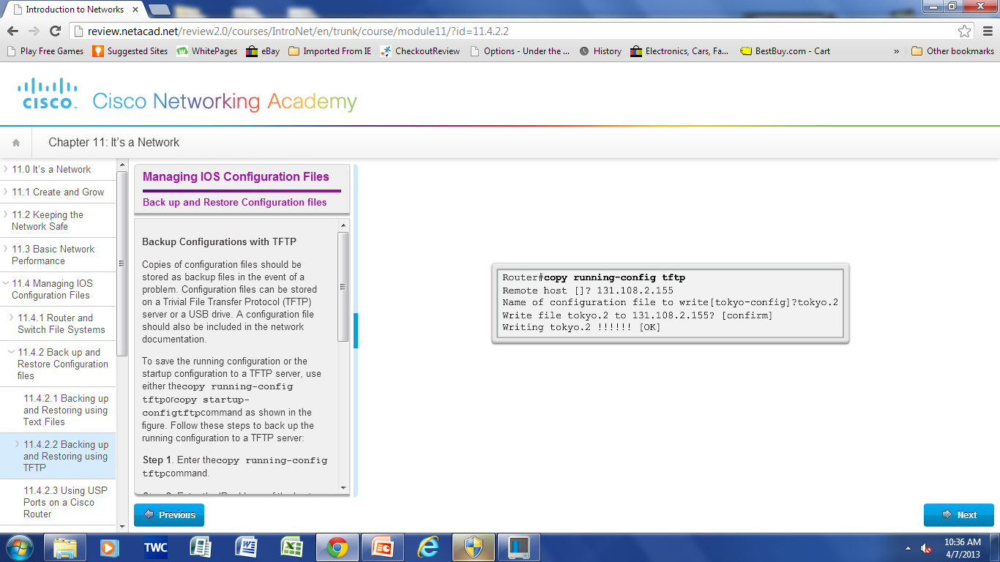 Introduction to Networks
review.netacad.net/review2.0/courses/IntroNet/en/trunk/course/module11/?id=11.4.2.2
Play Free Games
Suggested Sites
WhitePages
eBay
Imported From IE
CheckoutReview
Options - Under the ...
History
Electronics, Cars, Fa...
BestBuy.com - Cart
»
Other bookmarks
CISCO.
Cisco Networking Academy
Chapter 11: It's a Network
11.0 It's a Network
11.1 Create and Grow
11.2 Keeping the
Network Safe
11.3 Basic Network
Performance
11.4 Managing IOS
Configuration Files
11.4.1 Router and
Switch File Systems
11.4.2 Back up and
Restore Configuration
files
11.4.2.1 Backing up
and Restoring using
Text Files
11.4.2.2 Backing up
and Restoring using
TFTP
11.4.2.3 Using USP
Ports on a Cisco
Router
Managing IOS Configuration Files
Back up and Restore Configuration files
Backup Configurations with TFTP
Copies of configuration files should be
stored as backup files in the event of a
problem. Configuration files can be stored
on a Trivial File Transfer Protocol (TFTP)
server or a USB drive. A configuration file
should also be included in the network
documentation.
To save the running configuration or the
startup configuration to a TFTP server, use
either thecopy running-config
tftporcopy startup-
configtftpcommand as shown in the
figure. Follow these steps to back up the
running configuration to a TFTP server:
Step 1. Enter thecopy running-config
tftpcommand.
Router#copy running-config tftp
Remote host []? 131.108.2.155
Name of configuration file to write[tokyo-config]?tokyo.2
Write file tokyo.2 to 131.108.2.155? [confirm]
Writing tokyo.2 !!!!!! [OK]
Previous
Next
TWC
10:36 AM
4/7/2013